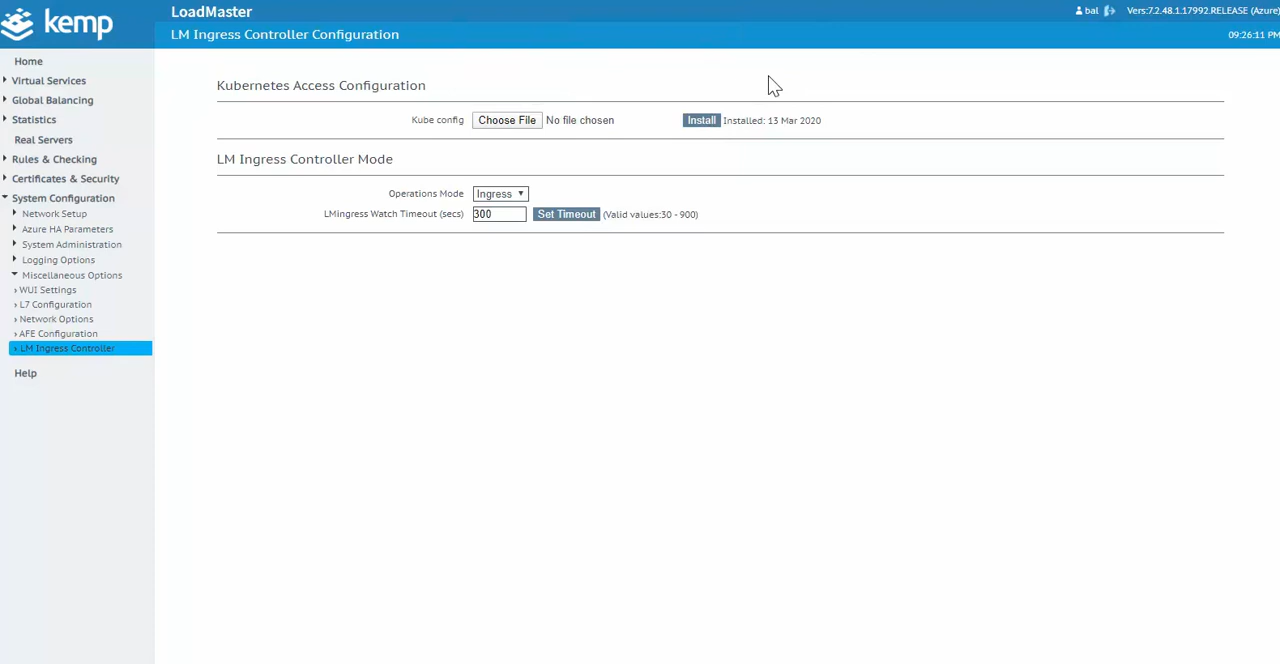 kemp
LoadMaster
bal
Vers:7.2.48.1.17992.RELEASE (Azure)
LM Ingress Controller Configuration
09:26:11 PM
Home
Virtual Services
Global Balancing
Statistics
Real Servers
Rules & Checking
Certificates & Security
System Configuration
Network Setup
Azure HA Parameters
System Administration
Logging Options
Miscellaneous Options
WUI Settings
L7 Configuration
Network Options
AFE Configuration
LM Ingress Controller
Help
Kubernetes Access Configuration
Kube config Choose File No file chosen Install Installed: 13 Mar 2020
LM Ingress Controller Mode
Operations Mode Ingress
LMingress Watch Timeout (secs) 300 Set Timeout (Valid values:30 - 900)